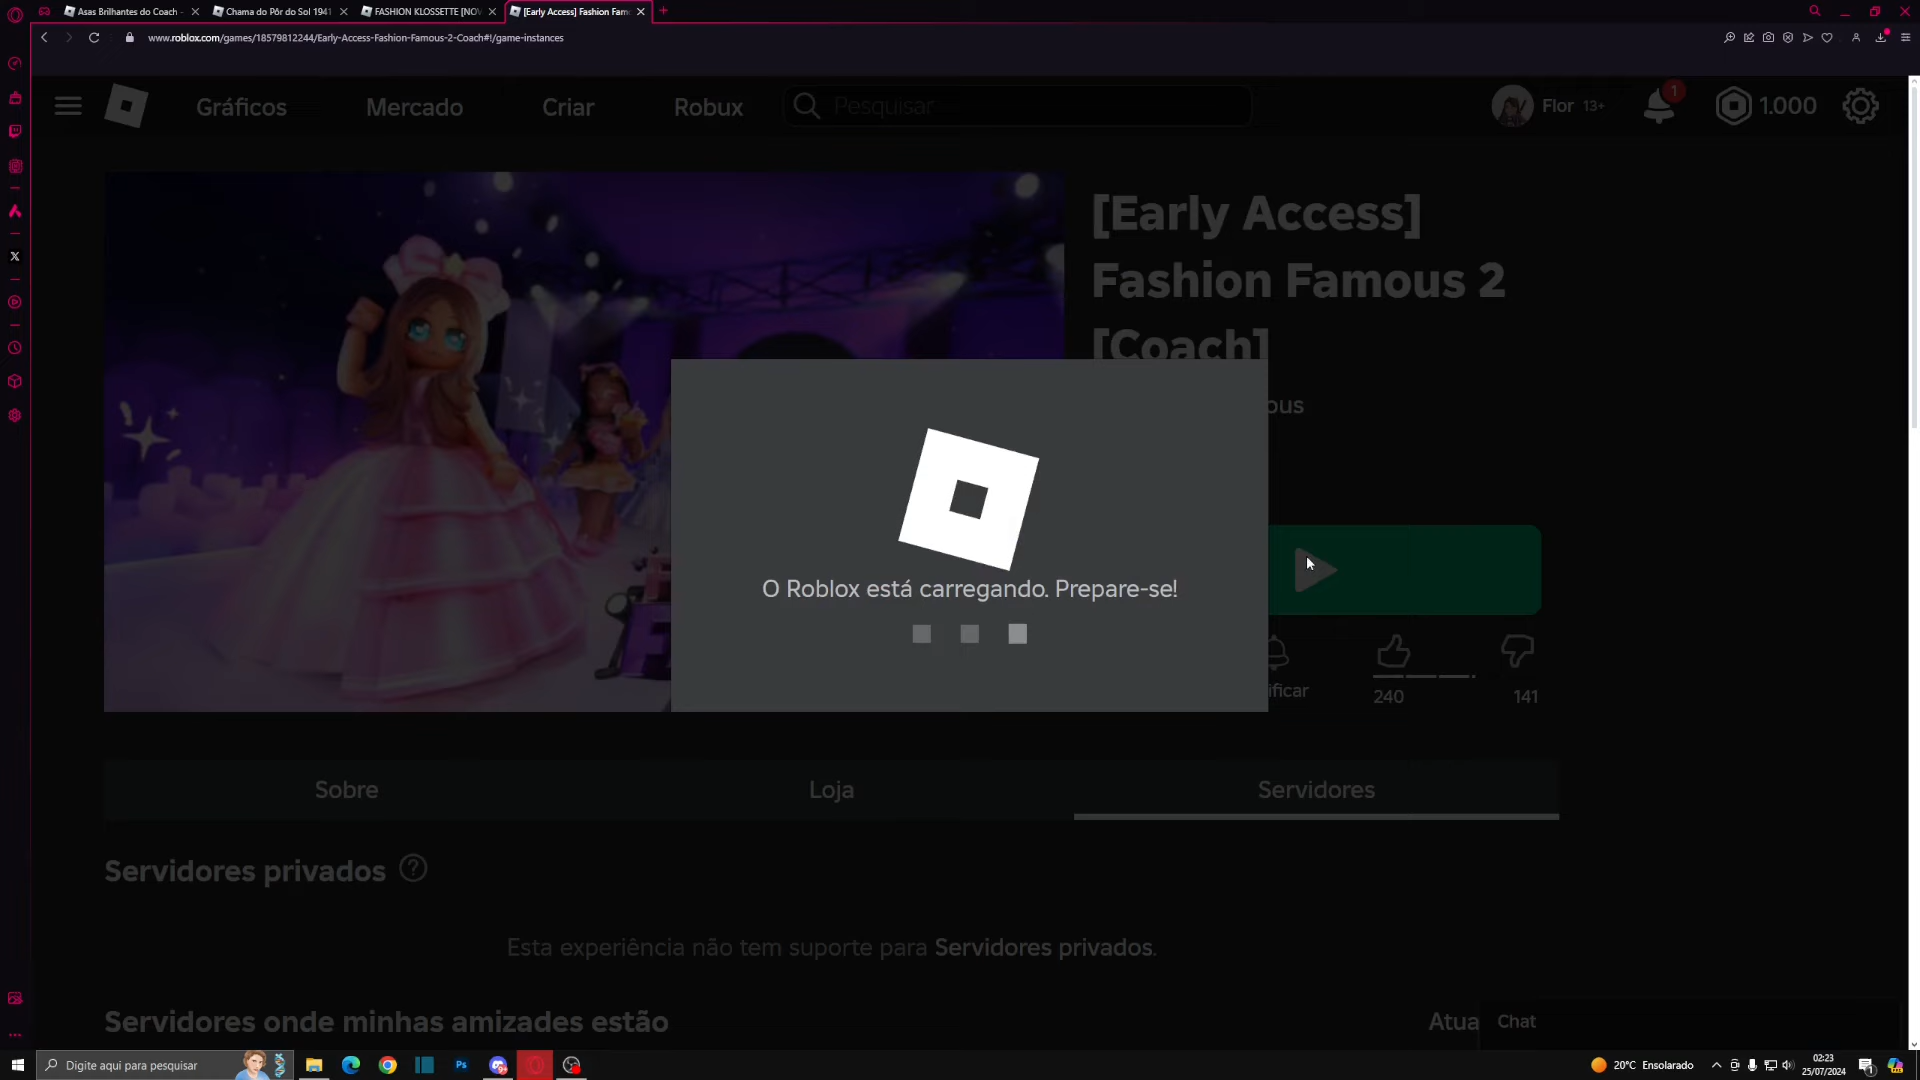 Asas Brilhantes do Coach
Chama do Pôr do Sol 1941
FASHION KLOSSETTE [NOV
[Early Access] Fashion Fam
www.roblox.com/games/18579812244/Early-Access-Fashion-Famous-2-Coach#!/game-instances
Gráficos
Mercado
Criar
Robux
Pesquisar
Flor 13+
1
1.000
[Early Access]
Fashion Famous 2
[Coach]
ous
O Roblox está carregando. Prepare-se!
ificar
240
141
Sobre
Loja
Servidores
Servidores privados
Esta experiência não tem suporte para Servidores privados.
Servidores onde minhas amizades estão
Atua
Chat
Digite aqui para pesquisar
Ps
20°C Ensolarado
02:23
25/07/2024
1